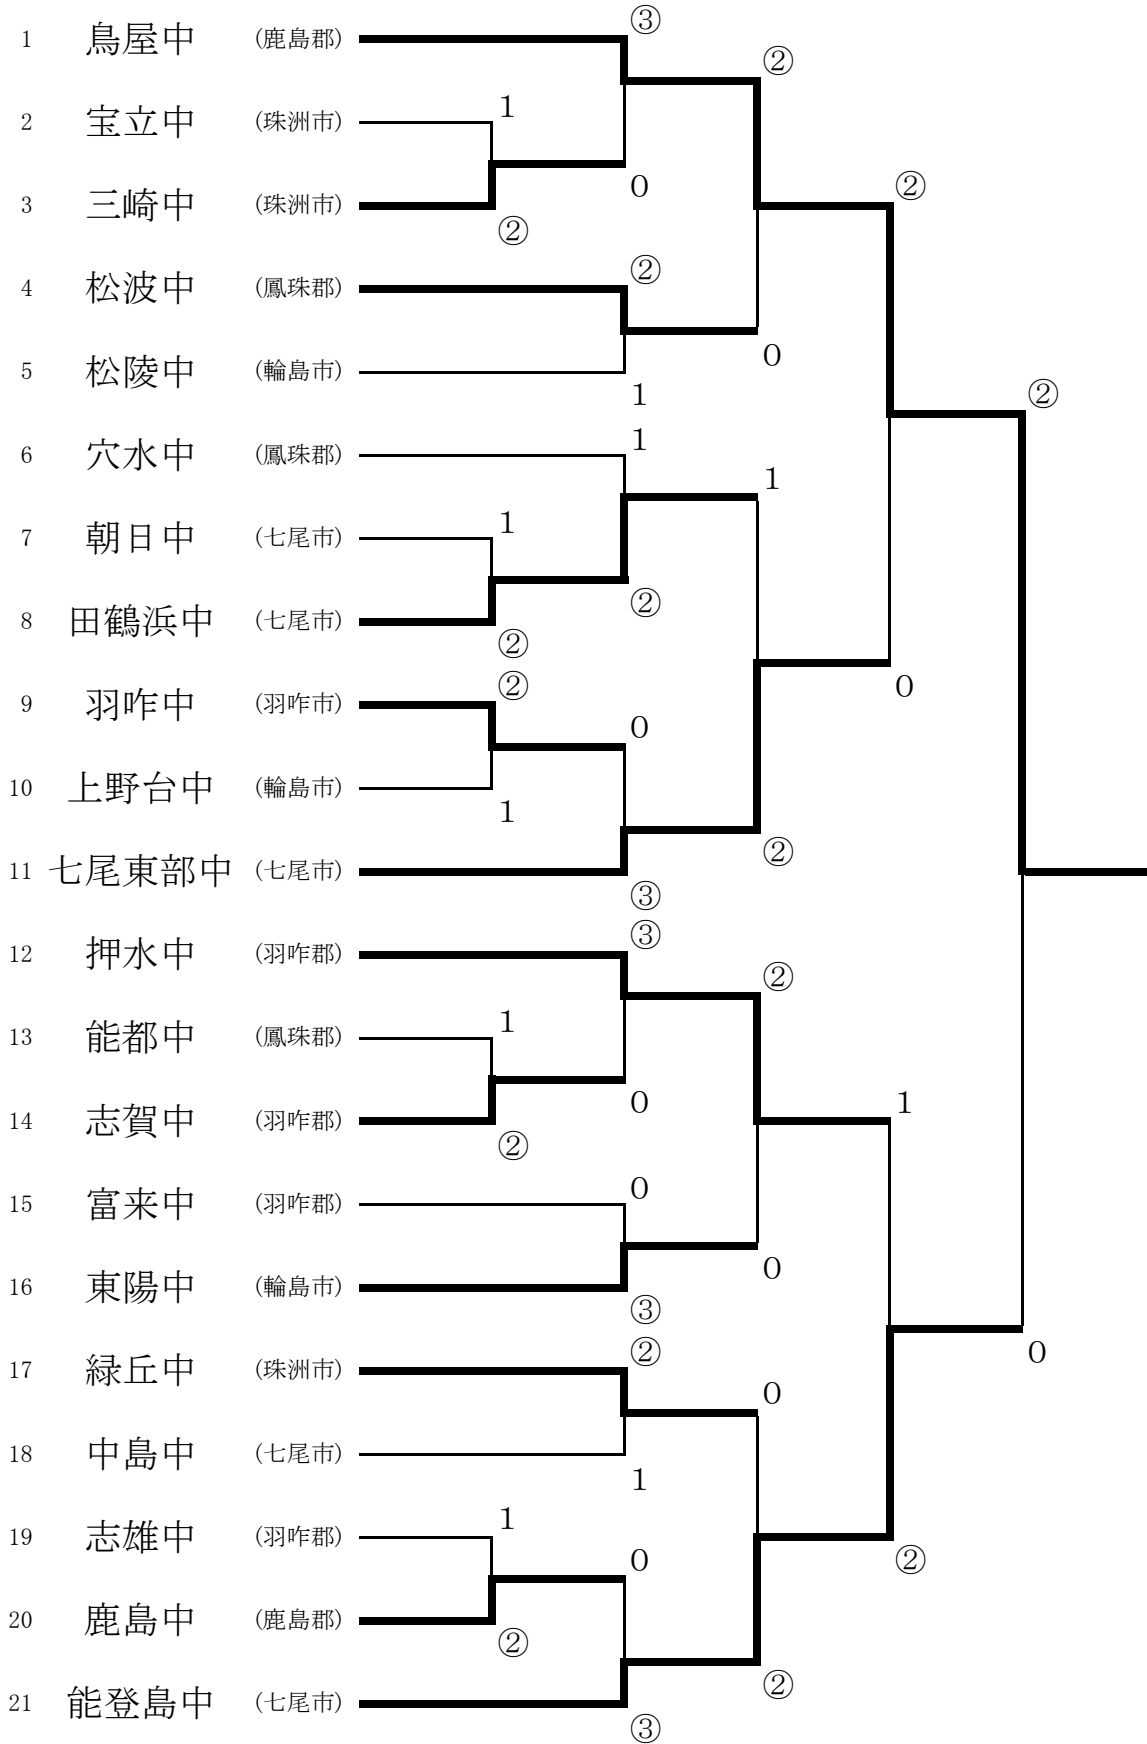 ③
1 鳥屋中 (鹿島郡)
②
1
2 宝立中 (珠洲市)
0
②
3 三崎中 (珠洲市)
②
②
4 松波中 (鳳珠郡)
0
5 松陵中 (輪島市)
1
②
1
6 穴水中 (鳳珠郡)
1
1
7 朝日中 (七尾市)
②
8 田鶴浜中 (七尾市)
②
②
0
9 羽咋中 (羽咋市)
0
10 上野台中 (輪島市)
1
②
11 七尾東部中 (七尾市)
③
③
12 押水中 (羽咋郡)
②
1
13 能都中 (鳳珠郡)
0
1
14 志賀中 (羽咋郡)
②
0
15 富来中 (羽咋郡)
0
16 東陽中 (輪島市)
③
②
0
17 緑丘中 (珠洲市)
0
18 中島中 (七尾市)
1
1
19 志雄中 (羽咋郡)
0
②
20 鹿島中 (鹿島郡)
②
②
21 能登島中 (七尾市)
③